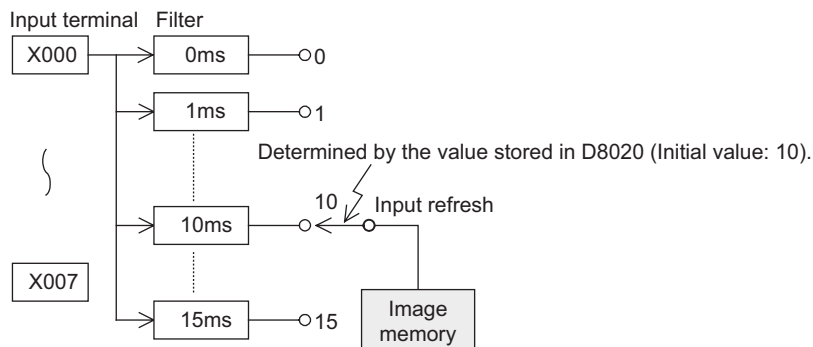 Input terminal Filter
X000 0ms 0
1ms 1
Determined by the value stored in D8020 (Initial value: 10).
10 Input refresh
10ms
X007
15ms 15
Image
memory